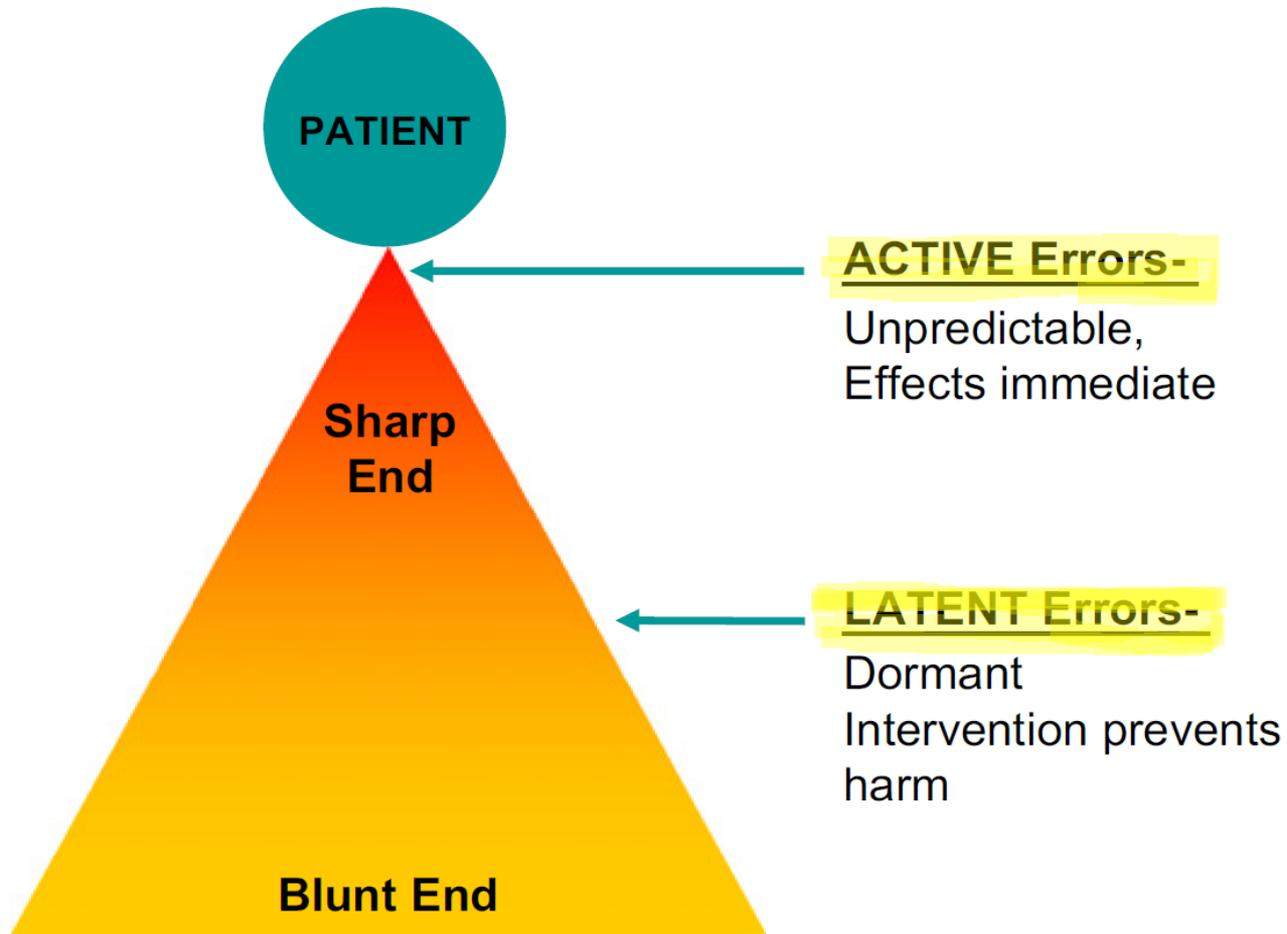 PATIENT
ACTIVE Errors-
Unpredictable,
Effects immediate
Sharp
End
LATENT Errors-
Dormant
Intervention prevents
harm
Blunt End